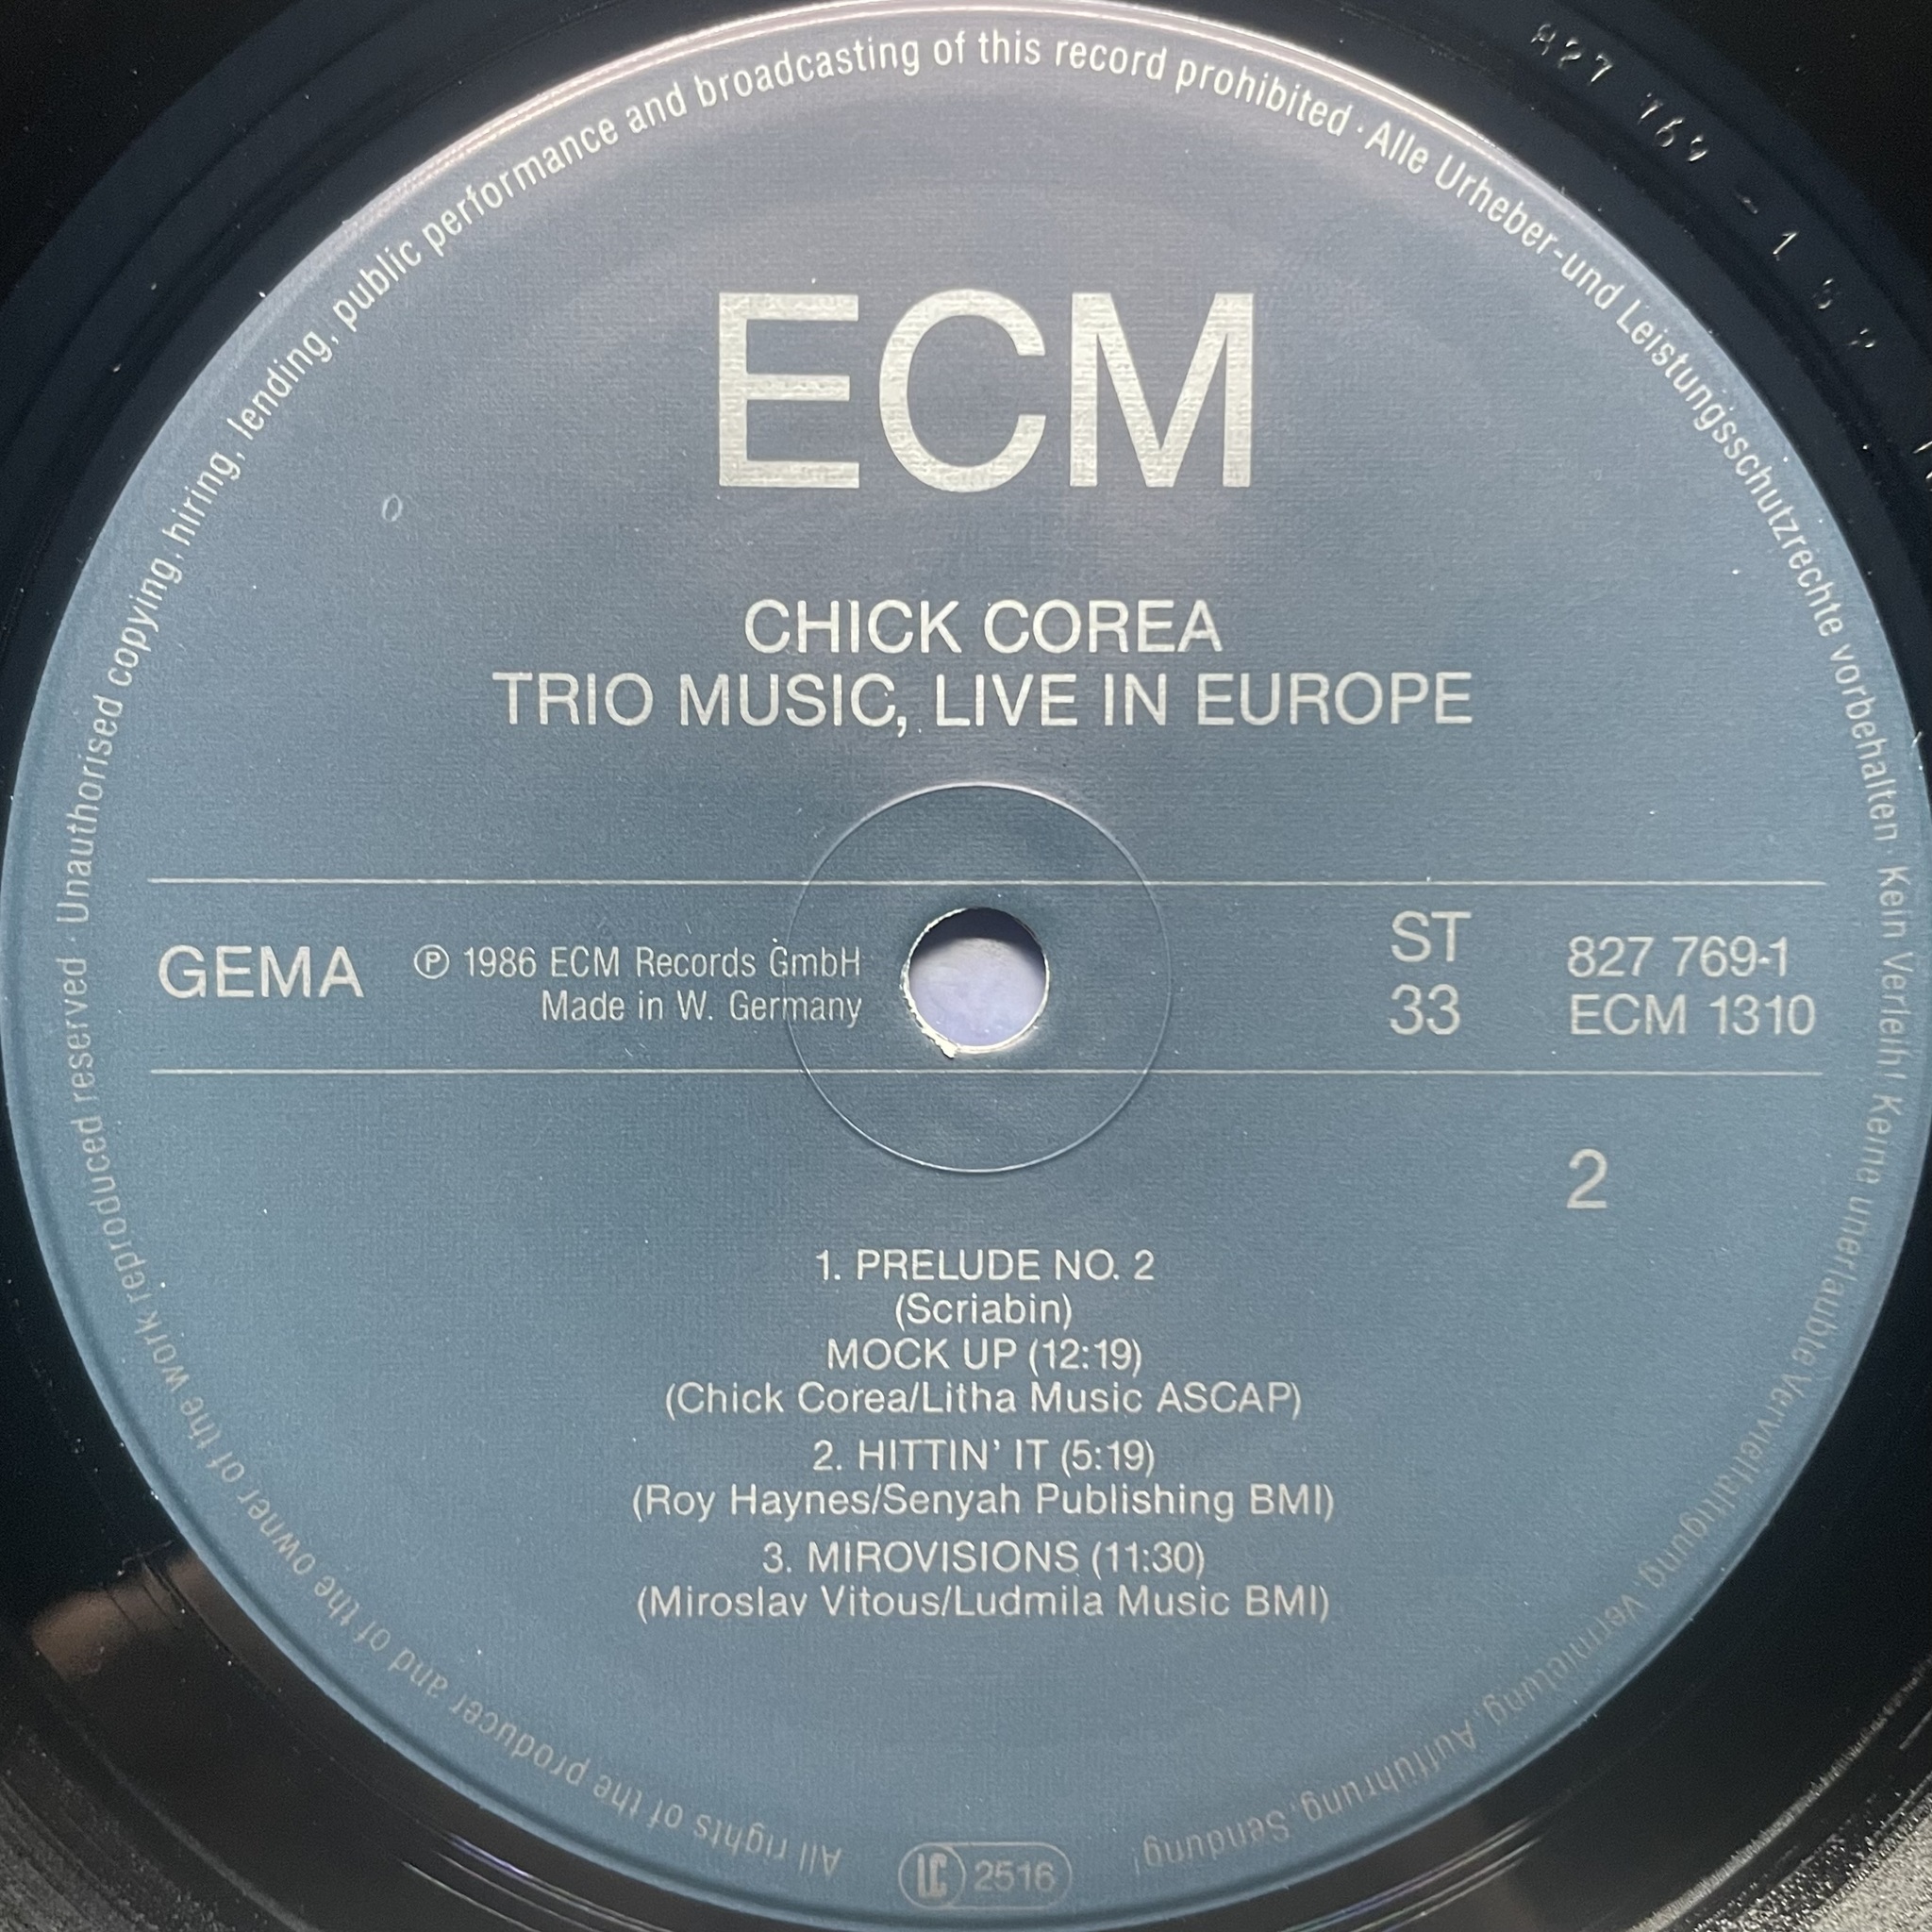 All rights of the producer and of the owner of the work reproduced reserved · Unauthorised copying, hiring, lending, public performance and broadcasting of this record prohibited · Alle Urheber- und Leistungsschutzrechte vorbehalten · Kein Verleih! Keine unerlaubte Vervielfältigung, Vermietung, Aufführung, Sendung!
827 769 - 1 S 2
ECM
CHICK COREA
TRIO MUSIC, LIVE IN EUROPE
GEMA
℗ 1986 ECM Records GmbH
Made in W. Germany
ST
33
827 769-1
ECM 1310
2
1. PRELUDE NO. 2
(Scriabin)
MOCK UP (12:19)
(Chick Corea/Litha Music ASCAP)
2. HITTIN’ IT (5:19)
(Roy Haynes/Senyah Publishing BMI)
3. MIROVISIONS (11:30)
(Miroslav Vitous/Ludmila Music BMI)
LC 2516